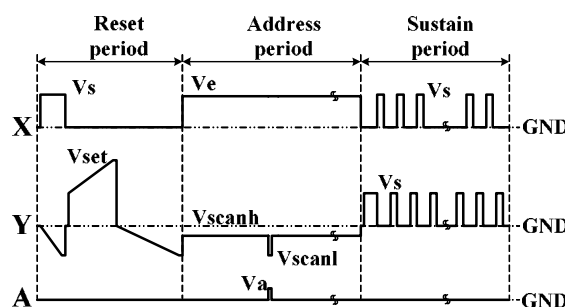 Reset period
Address period
Sustain period
Vs
Ve
Vs
X
GND
Vset
Vs
Y
Vscanh
GND
Vscanl
Va
A
GND